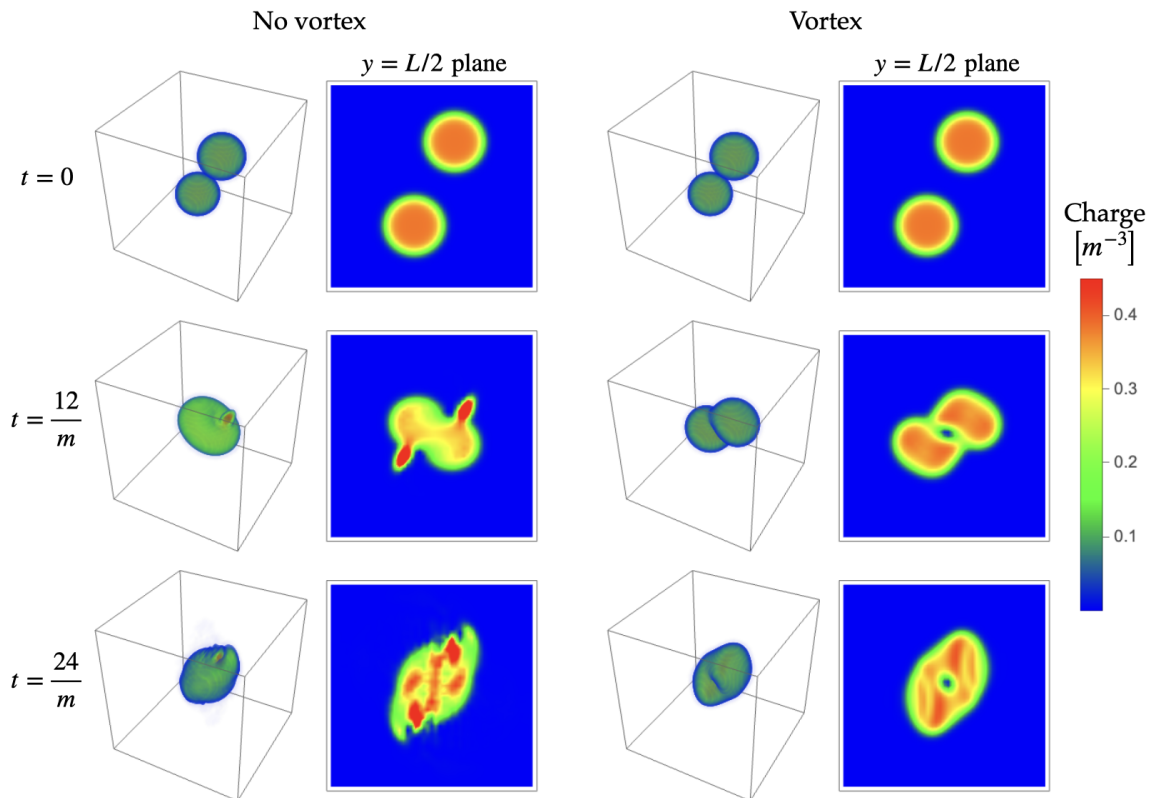 No vortex
Vortex
y = L/2 plane
y = L/2 plane
t = 0
Charge
[m⁻³]
0.4
0.3
0.2
0.1
t = 12/m
t = 24/m